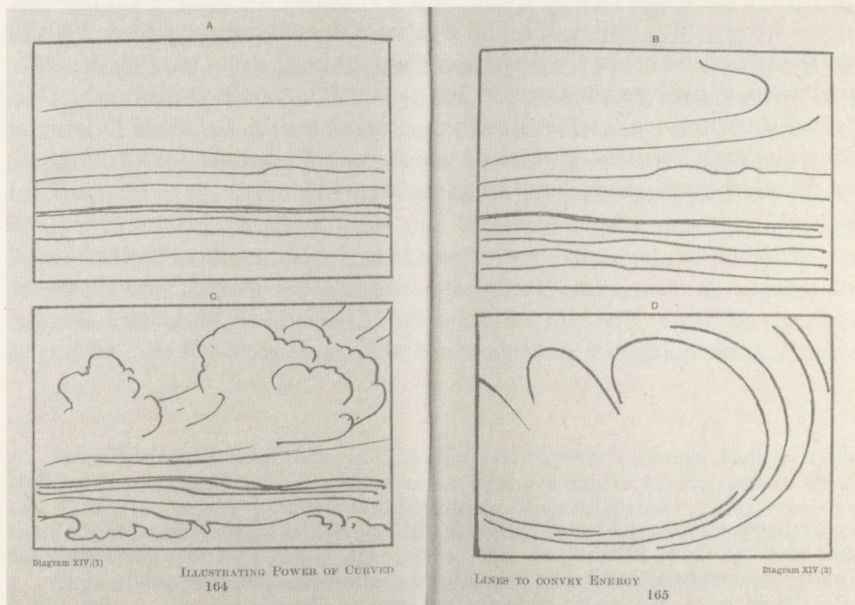 A
B
C
D
Diagram XIV.(1)
ILLUSTRATING POWER OF CURVED
164
Diagram XIV (2)
LINES TO CONVEY ENERGY
165